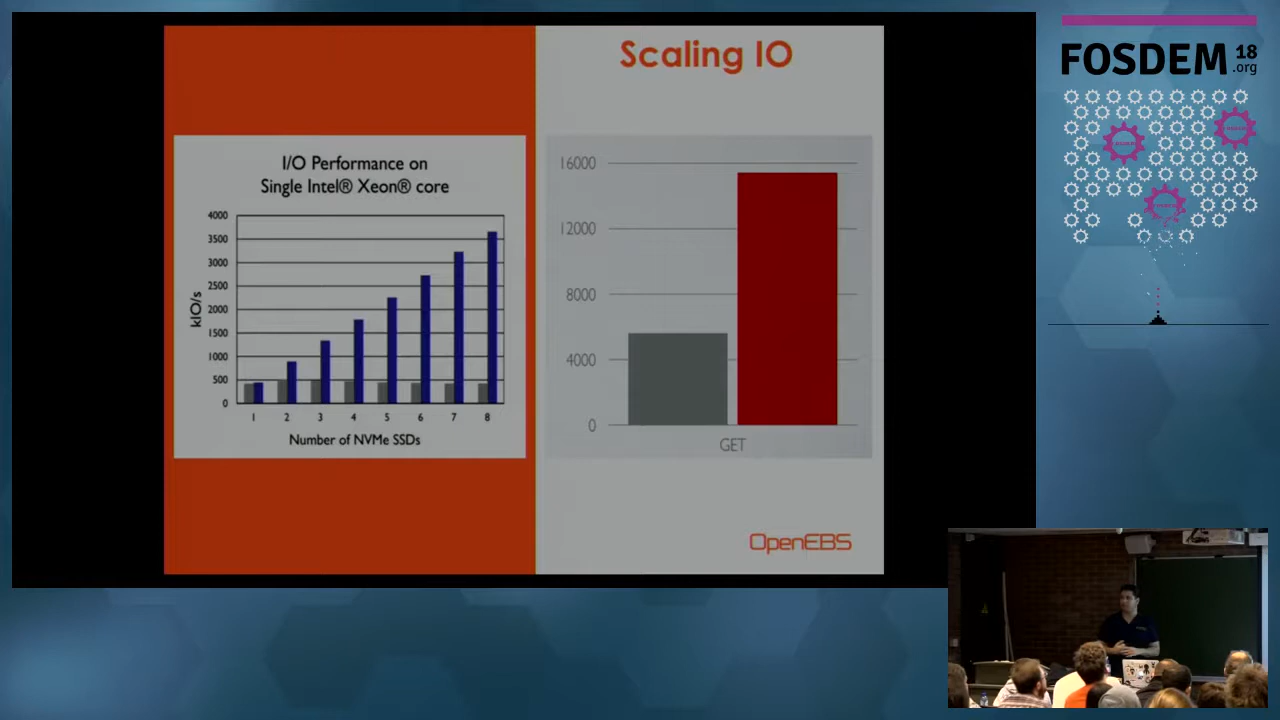 Scaling IO
I/O Performance on
Single Intel® Xeon® core
4000
3500
3000
2500
2000
1500
1000
500
0
kIO/s
1 2 3 4 5 6 7 8
Number of NVMe SSDs
16000
12000
8000
4000
0
GET
OpenEBS
FOSDEM 18
.org